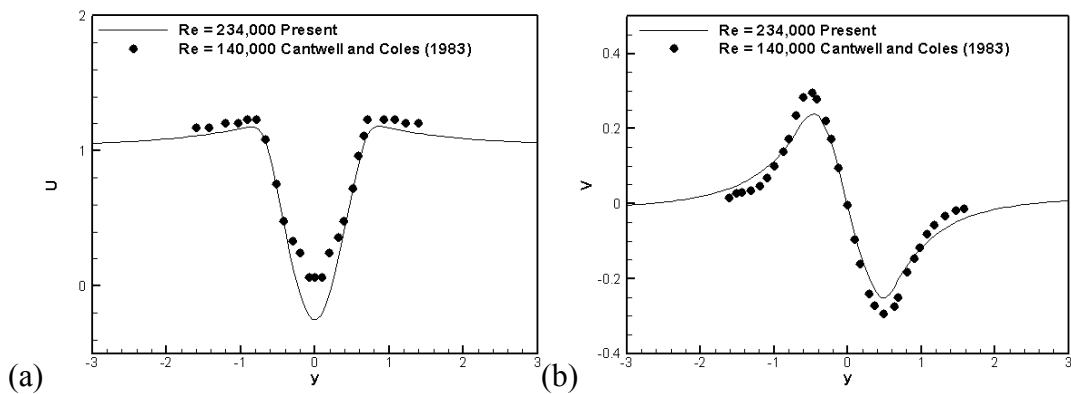 2
Re = 234,000 Present
Re = 140,000 Cantwell and Coles (1983)
1
U
0
-3 -2 -1 0 1 2 3
y
(a)
Re = 234,000 Present
Re = 140,000 Cantwell and Coles (1983)
0.4
0.2
V
0
-0.2
-0.4
-3 -2 -1 0 1 2 3
y
(b)